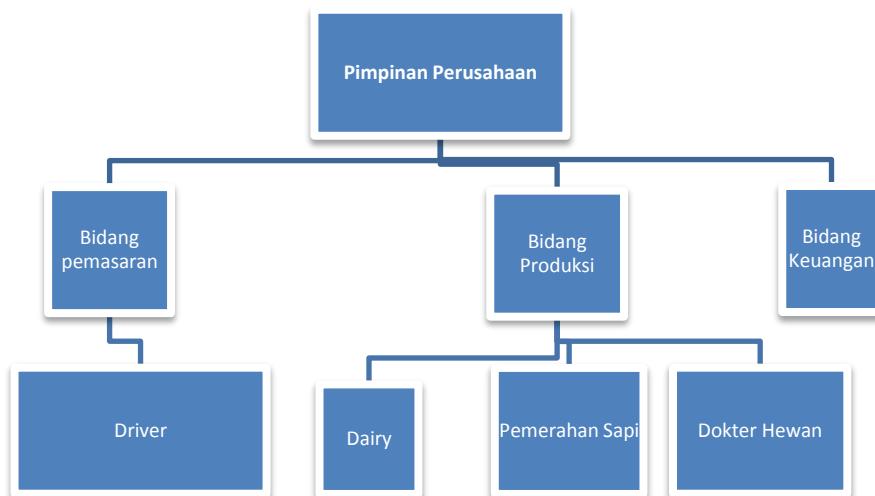 Pimpinan Perusahaan
Bidang
pemasaran
Bidang
Produksi
Bidang
Keuangan
Driver
Dairy
Pemerahan Sapi
Dokter Hewan